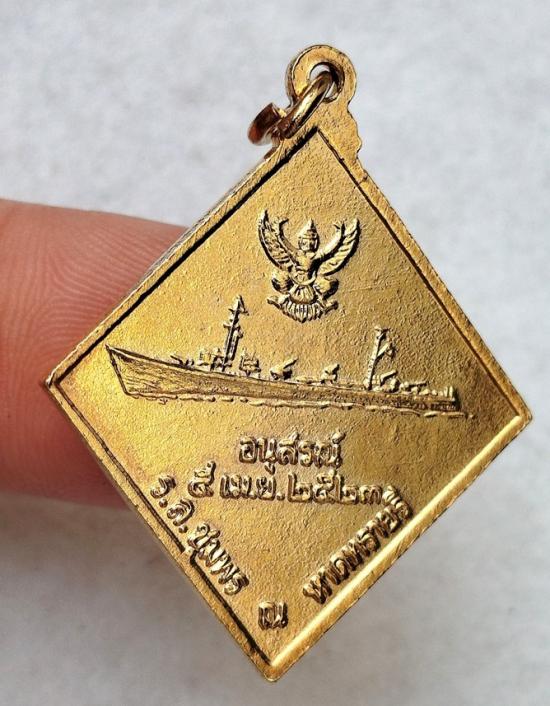 อนุสรณ์
๕ เมย. ๒๕๒๓
ร.ล.ชุมพร ณ หาดทรายรี